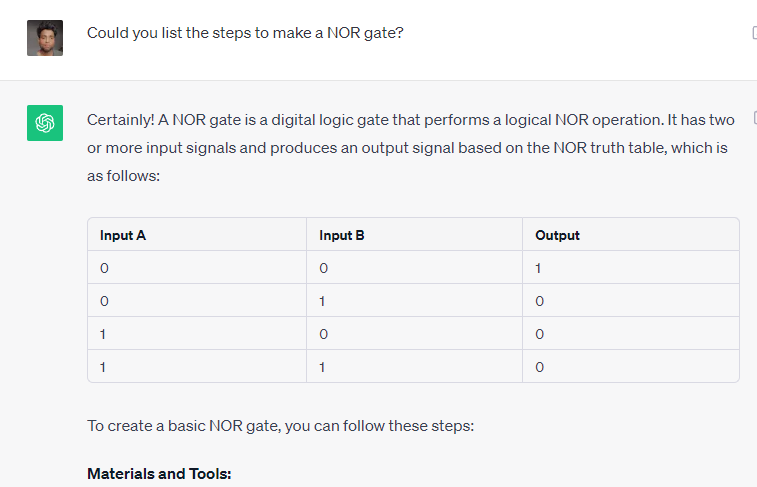 Could you list the steps to make a NOR gate?
Certainly! A NOR gate is a digital logic gate that performs a logical NOR operation. It has two
or more input signals and produces an output signal based on the NOR truth table, which is
as follows:
Input A Input B Output
0 0 1
0 1 0
1 0 0
1 1 0
To create a basic NOR gate, you can follow these steps:
Materials and Tools: